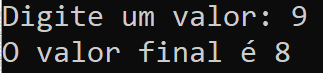 Digite um valor: 9
O valor final é 8